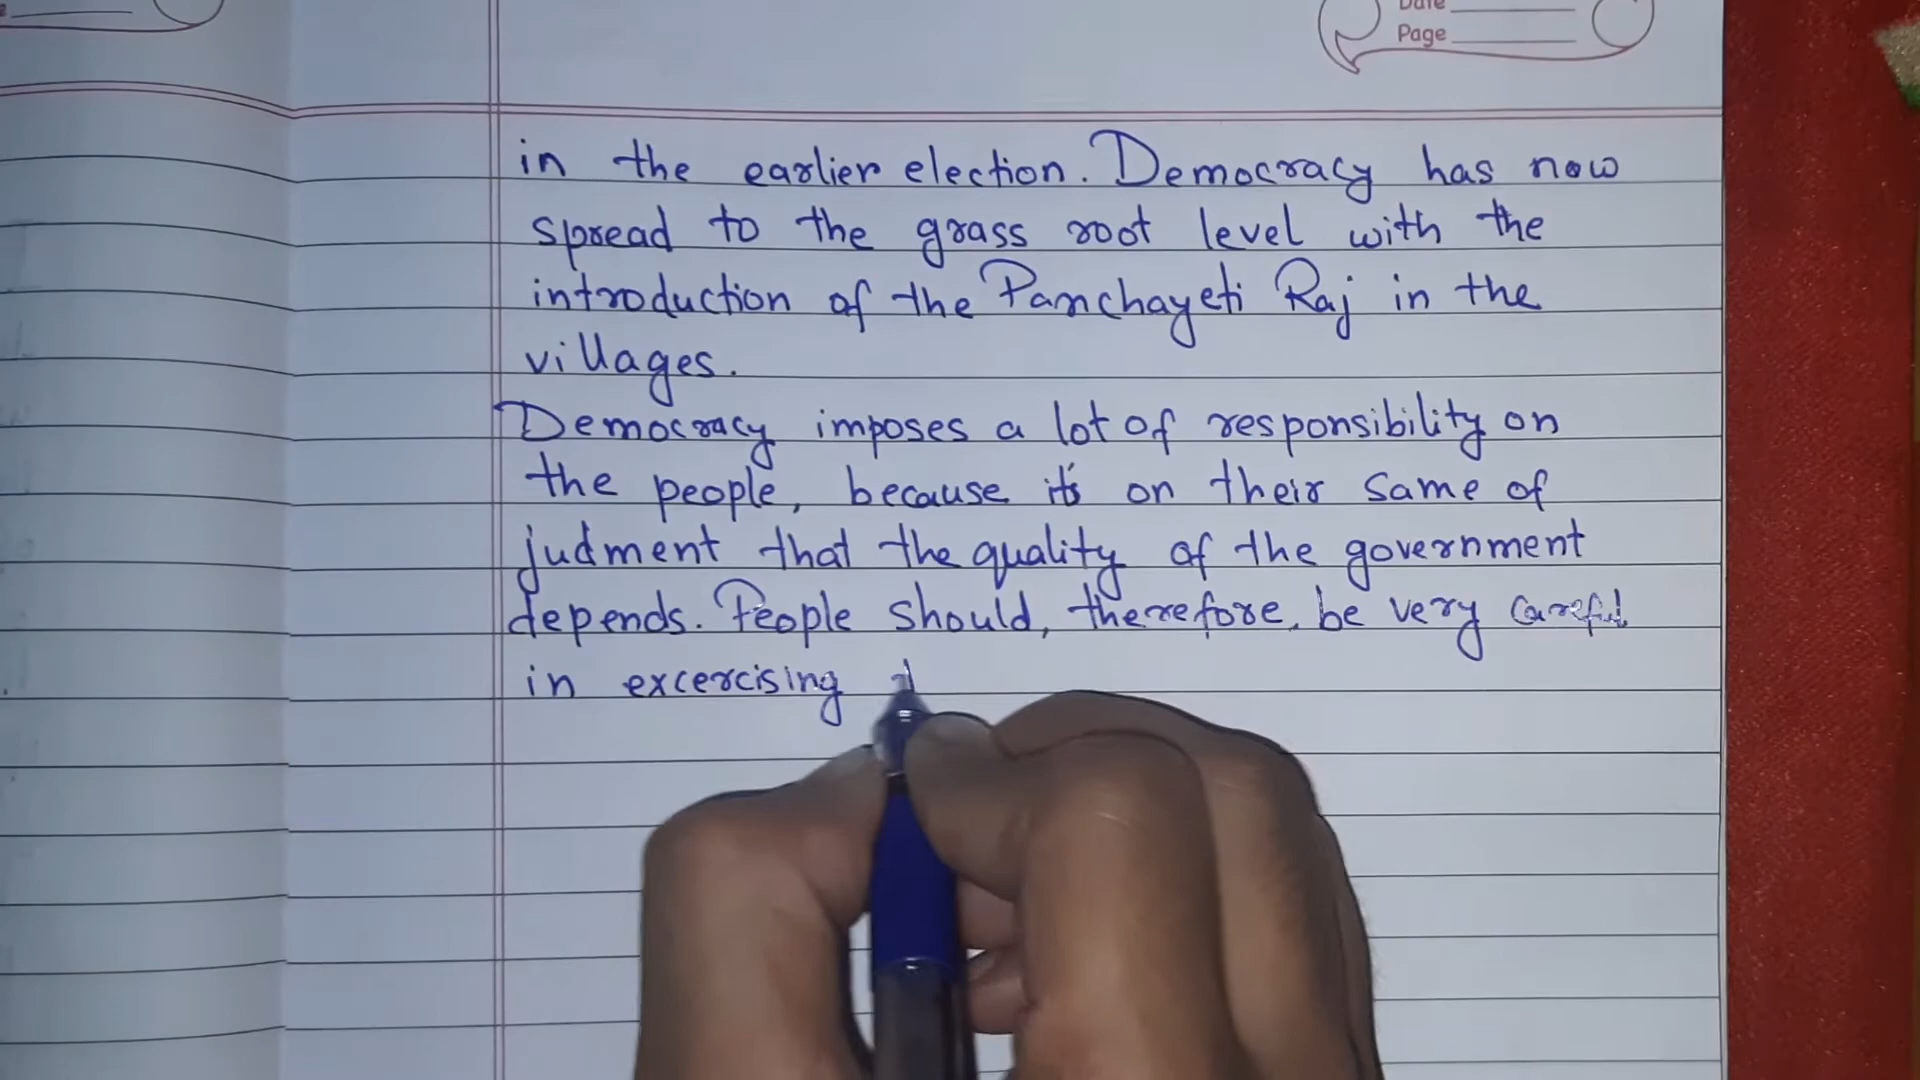 Date
Page
in the earlier election. Democracy has now
spread to the grass root level with the
introduction of the Panchayeti Raj in the
villages.
Democracy imposes a lot of responsibility on
the people, because it's on their same of
judment that the quality of the government
depends. People should, therefore, be very careful
in excercising